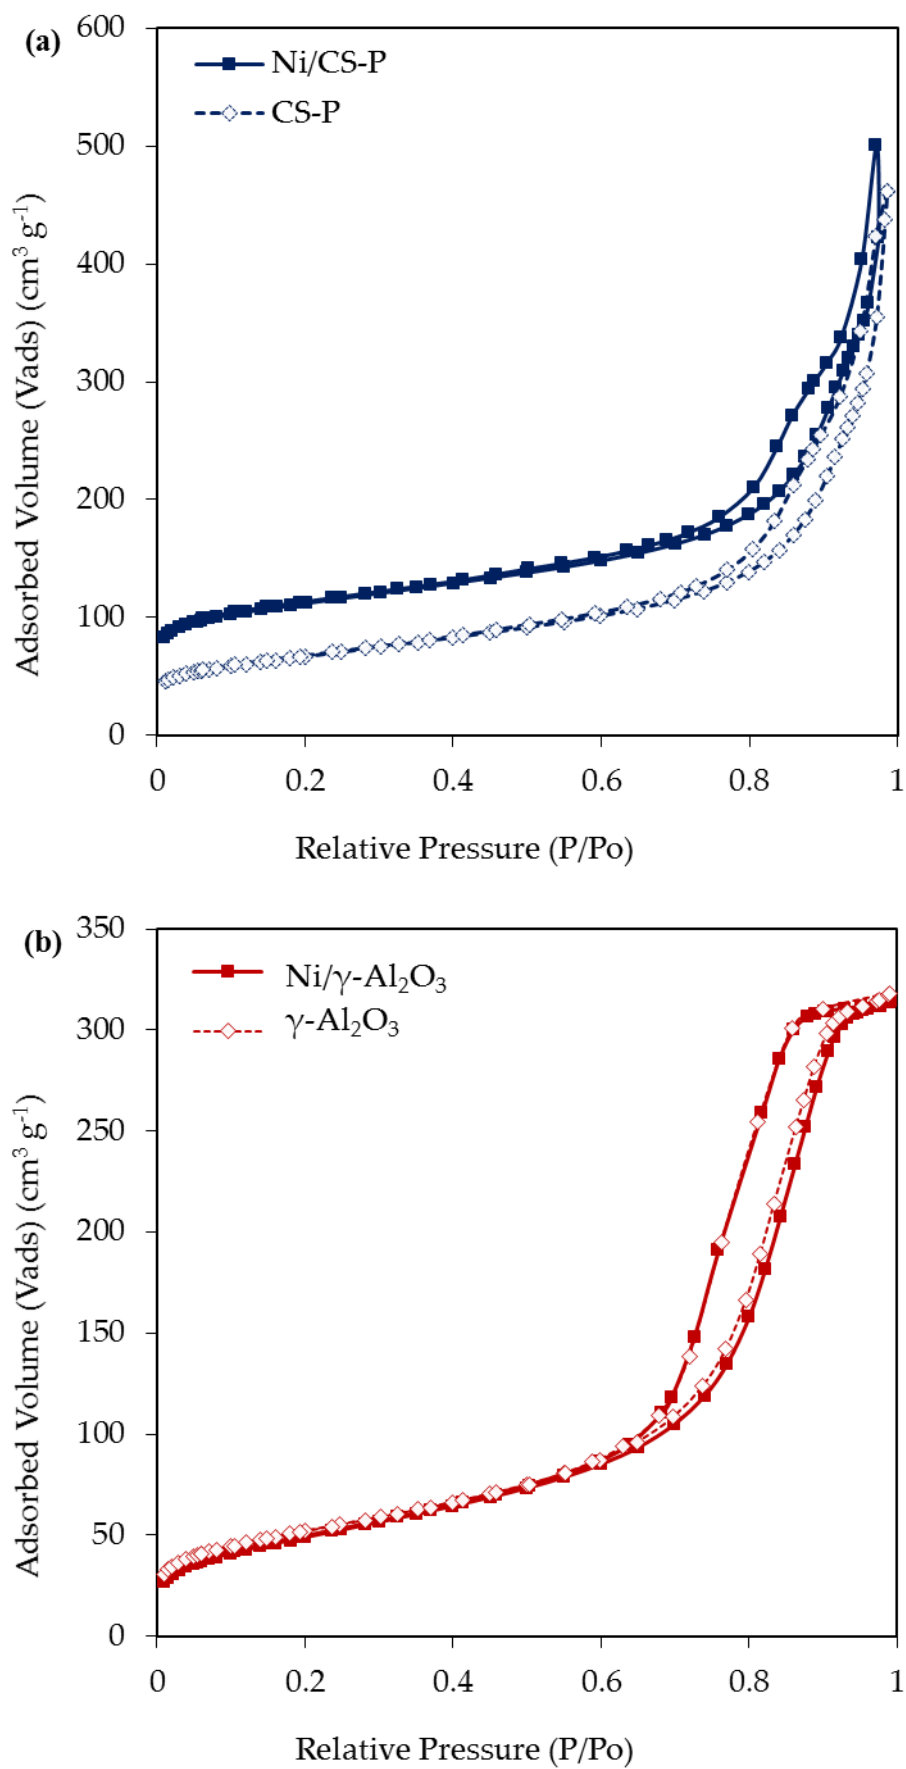 (a)
600
500
400
300
200
100
0
Adsorbed Volume (Vads) (cm³ g⁻¹)
Ni/CS-P
CS-P
0 0.2 0.4 0.6 0.8 1
Relative Pressure (P/Po)
(b)
350
300
250
200
150
100
50
0
Adsorbed Volume (Vads) (cm³ g⁻¹)
Ni/γ-Al₂O₃
γ-Al₂O₃
0 0.2 0.4 0.6 0.8 1
Relative Pressure (P/Po)